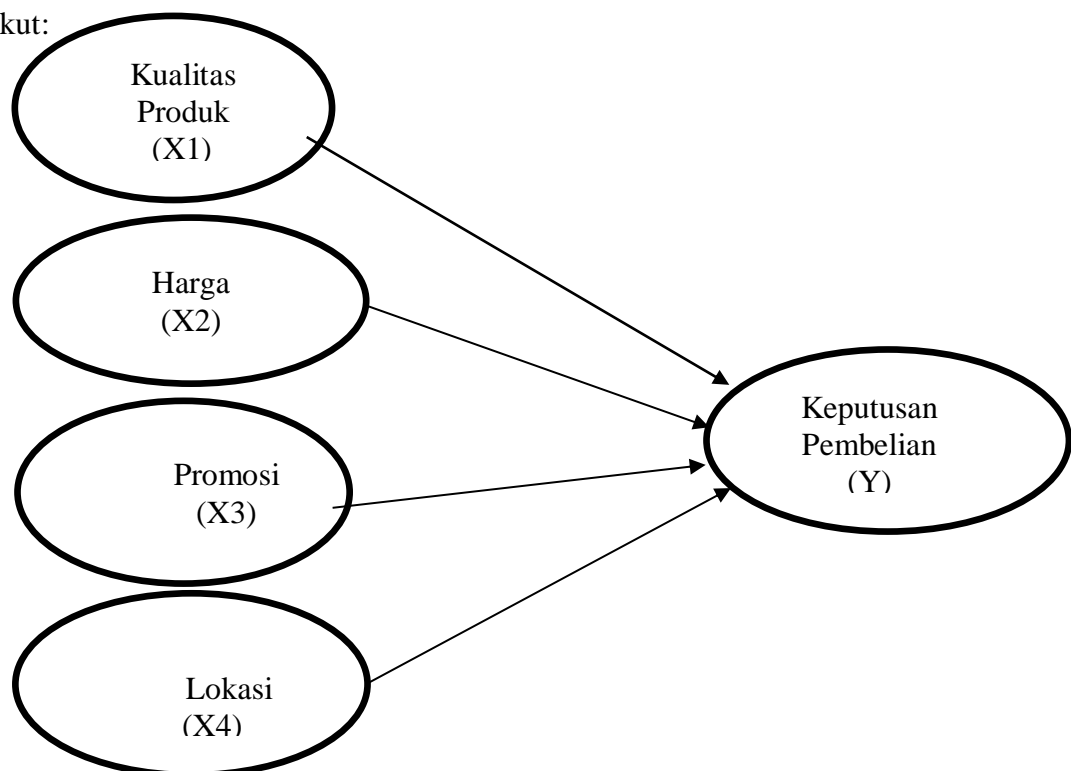 kut:
Kualitas
Produk
(X1)
Harga
(X2)
Promosi
(X3)
Lokasi
(X4)
Keputusan
Pembelian
(Y)